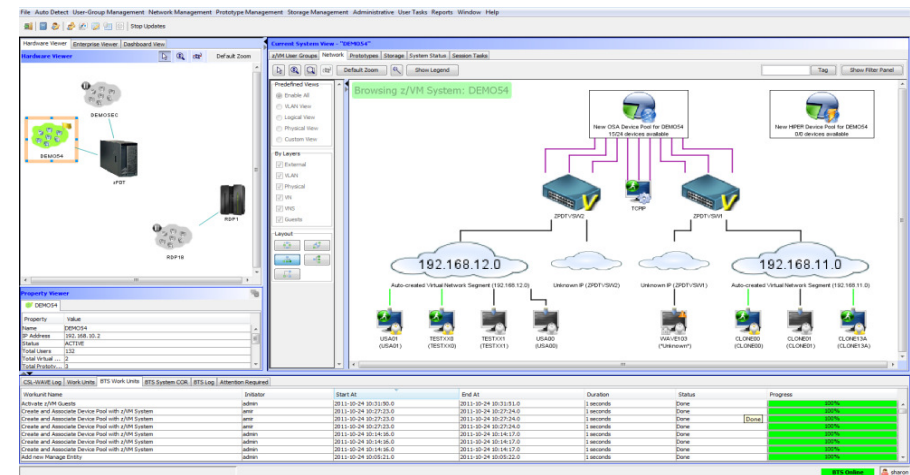 File Auto Detect User-Group Management Network Management Prototype Management Storage Management Administrative User Tasks Reports Window Help
Stop Updates
Hardware Viewer Enterprise Viewer Dashboard View
Hardware Viewer Default Zoom
DEMOSEC
DEMO54
zPDT
RDP1
RDP18
Property Viewer
DEMO54
Property Value
Name DEMO54
IP Address 192.168.10.2
Status ACTIVE
Total Users 132
Total Virtual ... 2
Total Prototy... 3
Current System View - "DEMO54"
z/VM User Groups Network Prototypes Storage System Status Session Tasks
Default Zoom Show Legend Tag Show Filter Panel
Predefined Views
Enable All
VLAN View
Logical View
Physical View
Custom View
By Layers
External
VLAN
Physical
VN
VNS
Guests
Layout
Browsing z/VM System: DEMO54
New OSA Device Pool for DEMO54
15/24 devices available
New HIPER Device Pool for DEMO54
0/0 devices available
ZPDTVSW2 TCPIP ZPDTVSW1
192.168.12.0 192.168.11.0
Auto-created Virtual Network Segment (192.168.12.0) Unknown IP (ZPDTVSW2) Unknown IP (ZPDTVSW1) Auto-created Virtual Network Segment (192.168.11.0)
USA01 TESTXX0 TESTXX1 USA00 WAVE103 CLONE00 CLONE01 CLONE13A
(USA01) (TESTXX0) (TESTXX1) (USA00) (*Unknown*) (CLONE00) (CLONE01) (CLONE13A)
CSL-WAVE Log Work Units BTS Work Units BTS System COR BTS Log Attention Required
Workunit Name Initiator Start At End At Duration Status Progress
Activate z/VM Guests admin 2011-10-24 10:31:50.0 2011-10-24 10:31:51.0 1 seconds Done 100%
Create and Associate Device Pool with z/VM System amr 2011-10-24 10:27:23.0 2011-10-24 10:27:24.0 1 seconds Done 100%
Create and Associate Device Pool with z/VM System amr 2011-10-24 10:27:23.0 2011-10-24 10:27:24.0 1 seconds Done 100%
Create and Associate Device Pool with z/VM System amr 2011-10-24 10:27:23.0 2011-10-24 10:27:24.0 1 seconds Done 100%
Create and Associate Device Pool with z/VM System admin 2011-10-24 10:14:16.0 2011-10-24 10:14:17.0 1 seconds Done 100%
Create and Associate Device Pool with z/VM System admin 2011-10-24 10:14:16.0 2011-10-24 10:14:17.0 1 seconds Done 100%
Create and Associate Device Pool with z/VM System admin 2011-10-24 10:14:16.0 2011-10-24 10:14:17.0 1 seconds Done 100%
Add new Manage Entity admin 2011-10-24 10:05:21.0 2011-10-24 10:05:22.0 1 seconds Done 100%
Done
BTS Online sharon